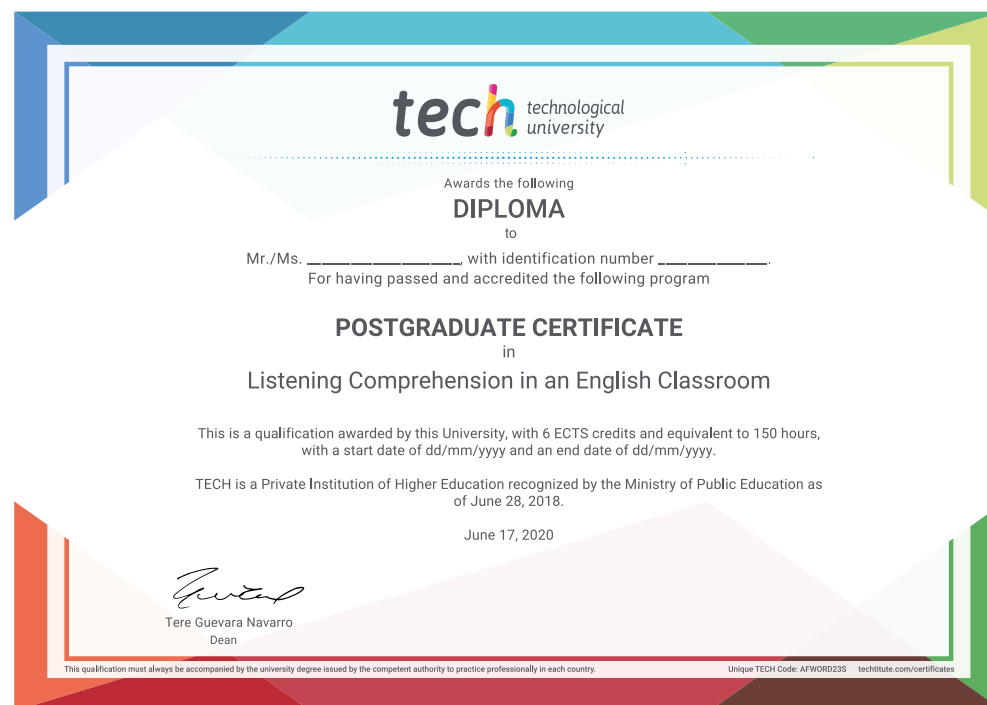 tech technological
university
Awards the following
DIPLOMA
to
Mr./Ms. ____________________, with identification number ______________.
For having passed and accredited the following program
POSTGRADUATE CERTIFICATE
in
Listening Comprehension in an English Classroom
This is a qualification awarded by this University, with 6 ECTS credits and equivalent to 150 hours,
with a start date of dd/mm/yyyy and an end date of dd/mm/yyyy.
TECH is a Private Institution of Higher Education recognized by the Ministry of Public Education as
of June 28, 2018.
June 17, 2020
Tere Guevara Navarro
Dean
This qualification must always be accompanied by the university degree issued by the competent authority to practice professionally in each country.
Unique TECH Code: AFWORD23S techtitute.com/certificates